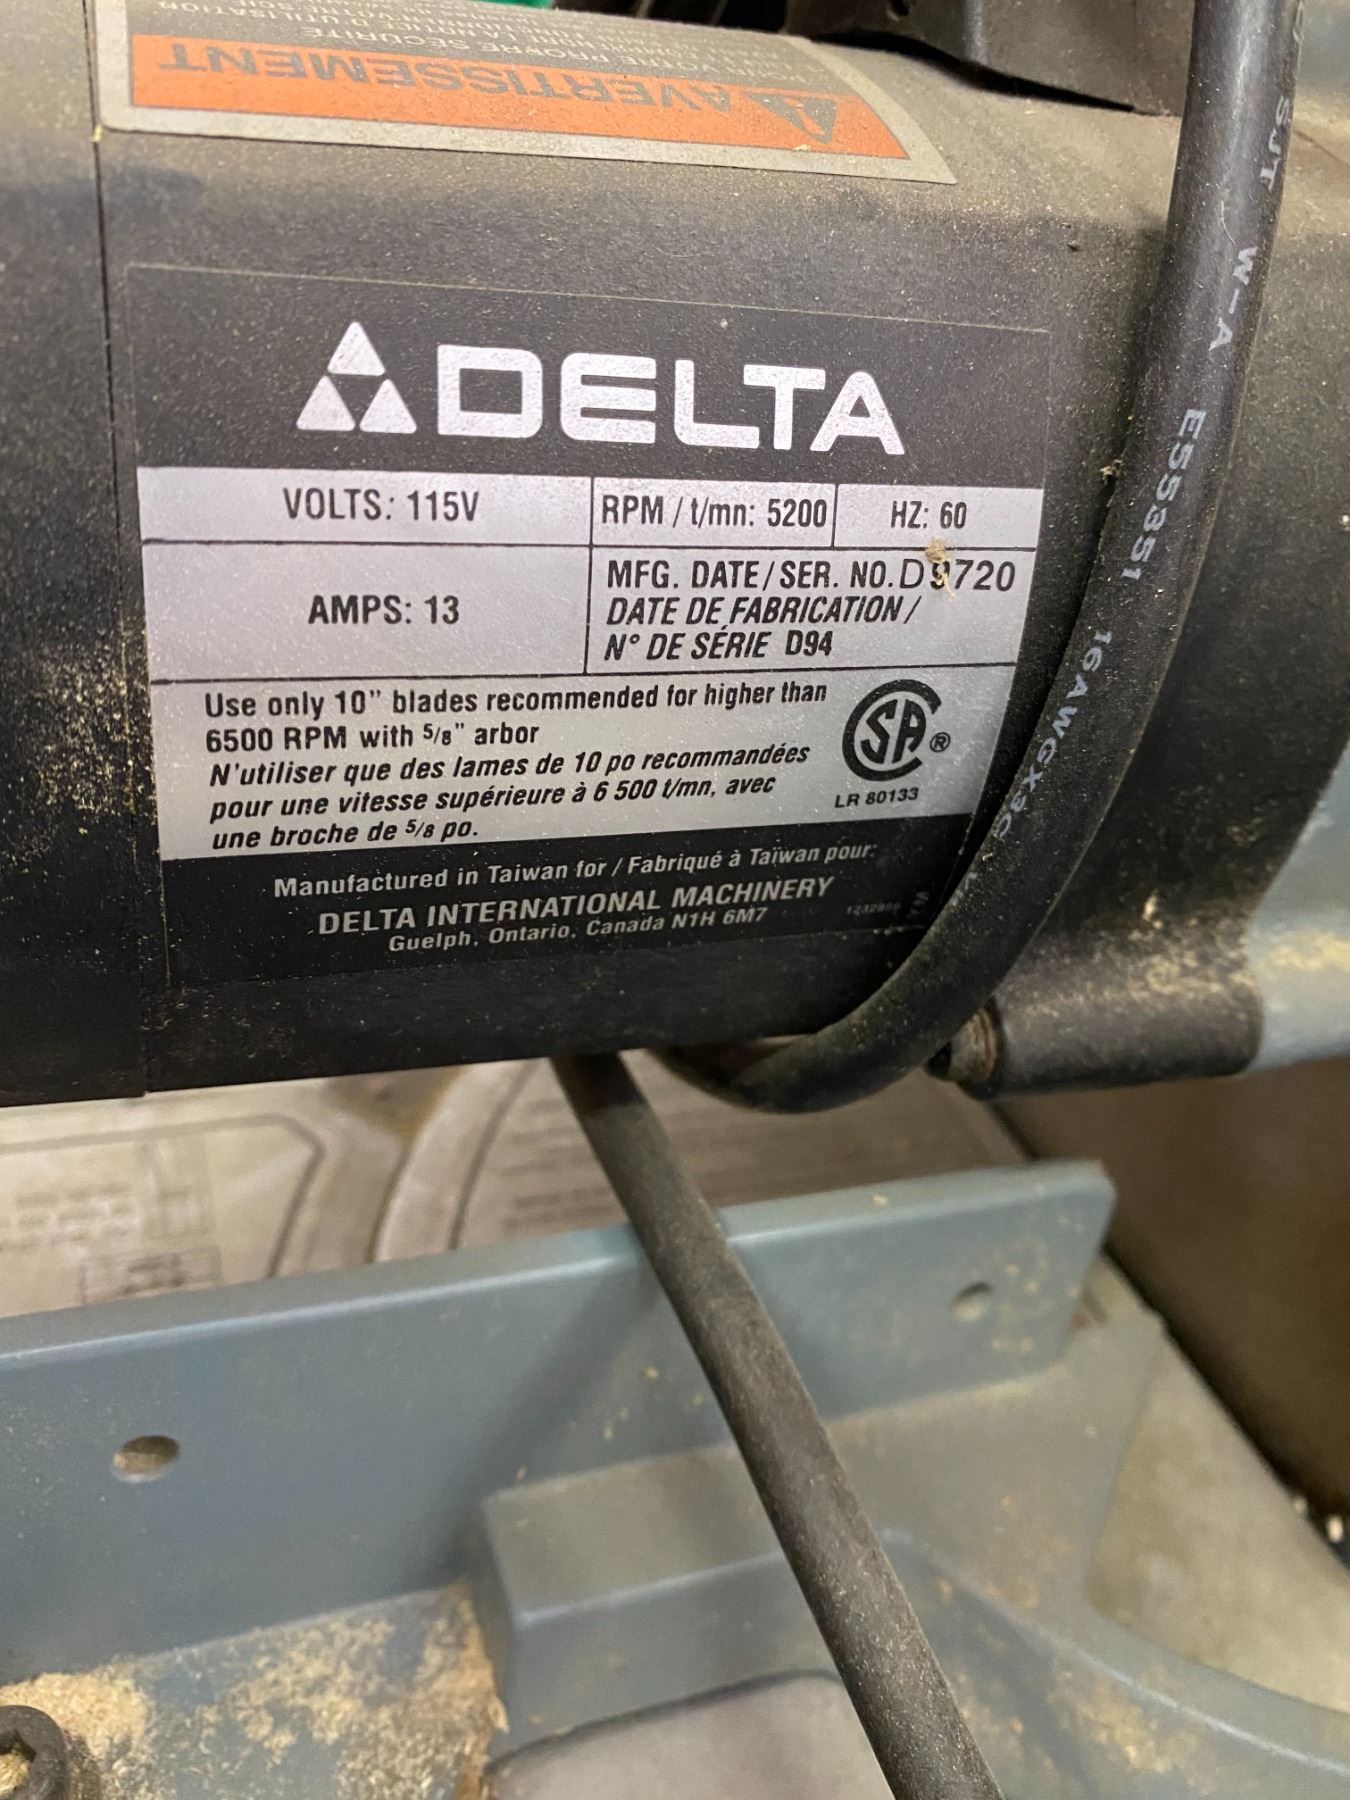 AVERTISSEMENT
DELTA
VOLTS: 115V
RPM / t/mn: 5200
HZ: 60
AMPS: 13
MFG. DATE/SER. NO. D9720
DATE DE FABRICATION /
N° DE SÉRIE D94
Use only 10" blades recommended for higher than
6500 RPM with 5/8" arbor
N'utiliser que des lames de 10 po recommandées
pour une vitesse supérieure à 6 500 t/mn, avec
une broche de 5/8 po.
SA ®
LR 80133
Manufactured in Taiwan for / Fabriqué à Taïwan pour:
DELTA INTERNATIONAL MACHINERY
Guelph, Ontario, Canada N1H 6M7
SJT W-A E55351 16AWGX3C